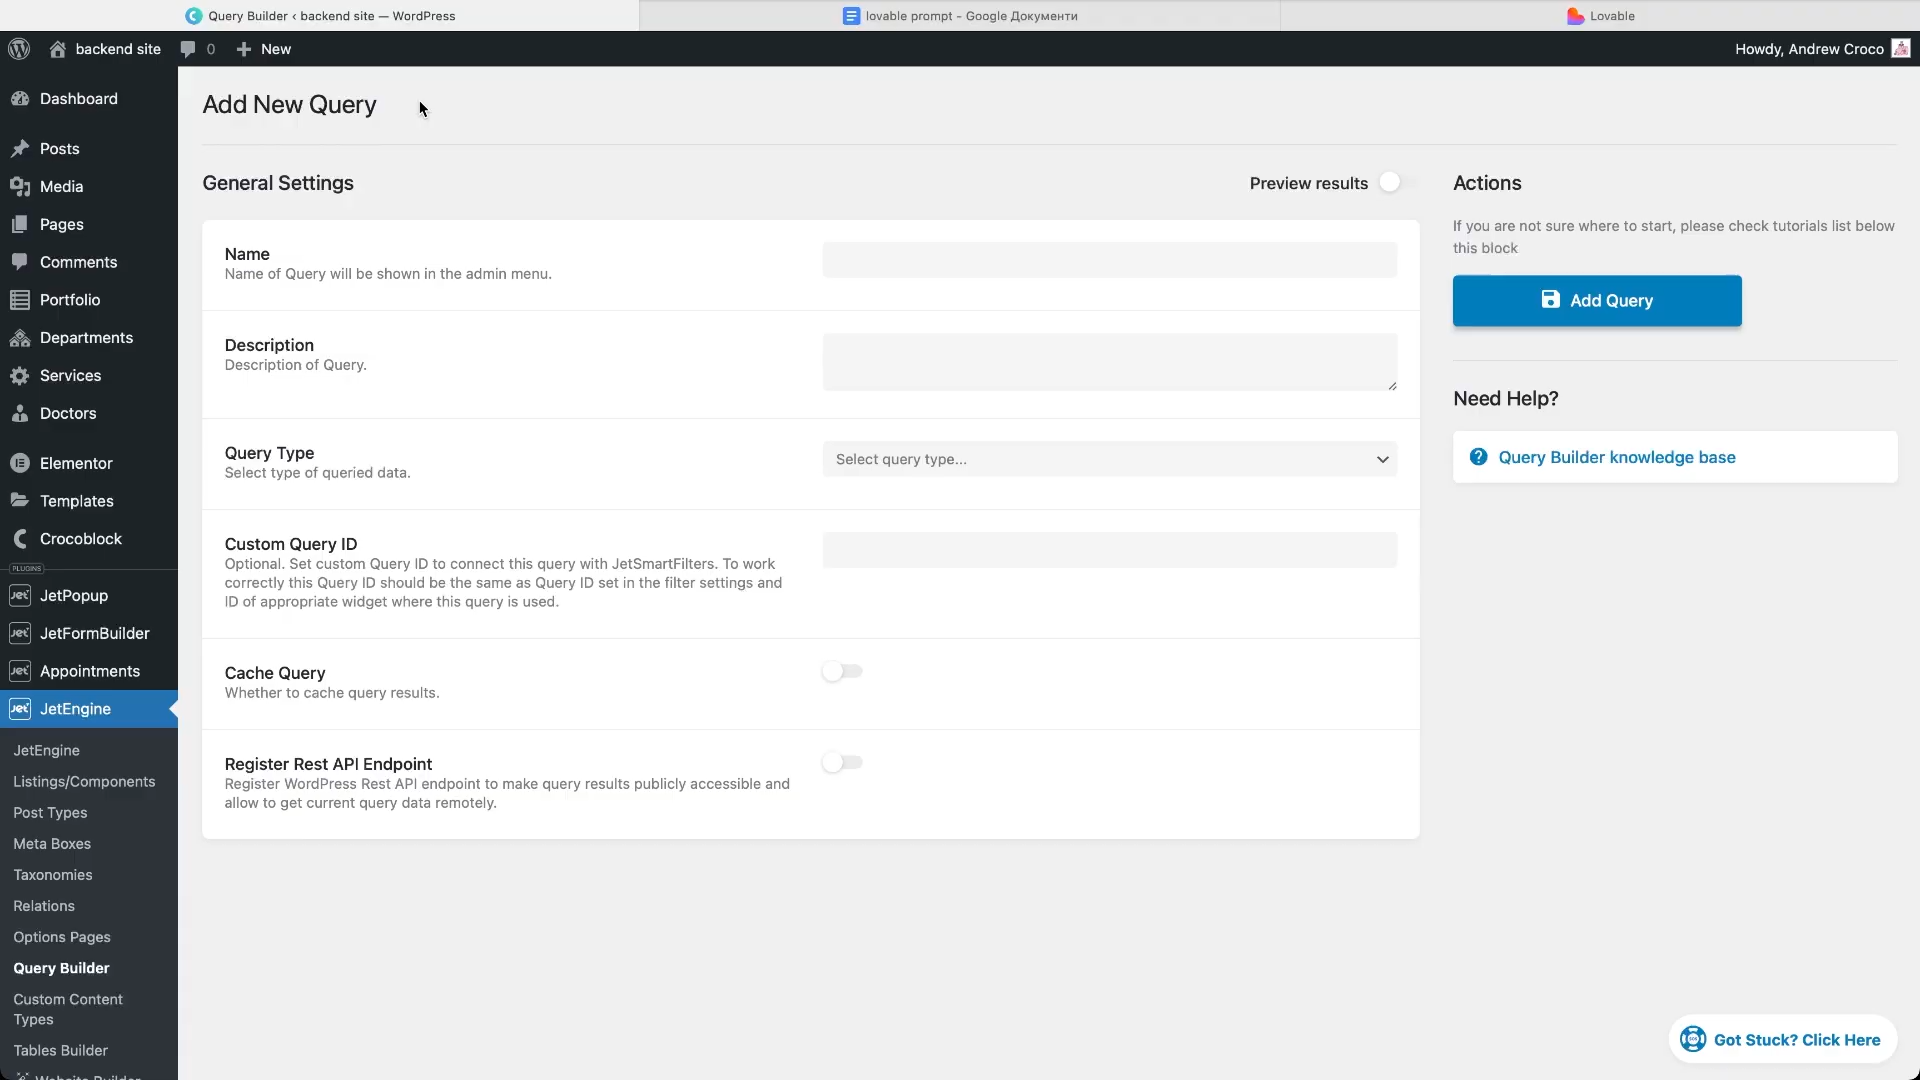 Query Builder ‹ backend site — WordPress
lovable prompt - Google Документи
Lovable
backend site
0
New
Howdy, Andrew Croco
Dashboard
Posts
Media
Pages
Comments
Portfolio
Departments
Services
Doctors
Elementor
Templates
Crocoblock
PLUGINS
Jet JetPopup
Jet JetFormBuilder
Jet Appointments
Jet JetEngine
JetEngine
Listings/Components
Post Types
Meta Boxes
Taxonomies
Relations
Options Pages
Query Builder
Custom Content
Types
Tables Builder
Website Builder
Add New Query
General Settings
Preview results
Name
Name of Query will be shown in the admin menu.
Description
Description of Query.
Query Type
Select type of queried data.
Select query type...
Custom Query ID
Optional. Set custom Query ID to connect this query with JetSmartFilters. To work
correctly this Query ID should be the same as Query ID set in the filter settings and
ID of appropriate widget where this query is used.
Cache Query
Whether to cache query results.
Register Rest API Endpoint
Register WordPress Rest API endpoint to make query results publicly accessible and
allow to get current query data remotely.
Actions
If you are not sure where to start, please check tutorials list below
this block
Add Query
Need Help?
Query Builder knowledge base
SOS
Got Stuck? Click Here